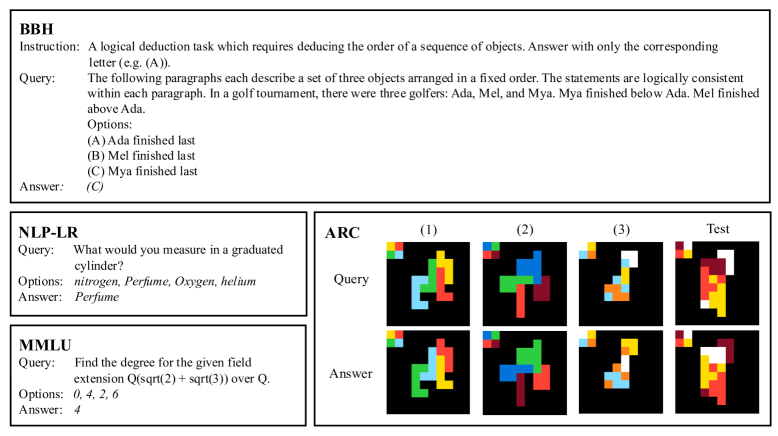 BBH
Instruction: A logical deduction task which requires deducing the order of a sequence of objects. Answer with only the corresponding
letter (e.g. (A)).
Query: The following paragraphs each describe a set of three objects arranged in a fixed order. The statements are logically consistent
within each paragraph. In a golf tournament, there were three golfers: Ada, Mel, and Mya. Mya finished below Ada. Mel finished
above Ada.
Options:
(A) Ada finished last
(B) Mel finished last
(C) Mya finished last
Answer: (C)
NLP-LR
Query: What would you measure in a graduated
cylinder?
Options: nitrogen, Perfume, Oxygen, helium
Answer: Perfume
MMLU
Query: Find the degree for the given field
extension Q(sqrt(2) + sqrt(3)) over Q.
Options: 0, 4, 2, 6
Answer: 4
ARC (1) (2) (3) Test
Query
Answer